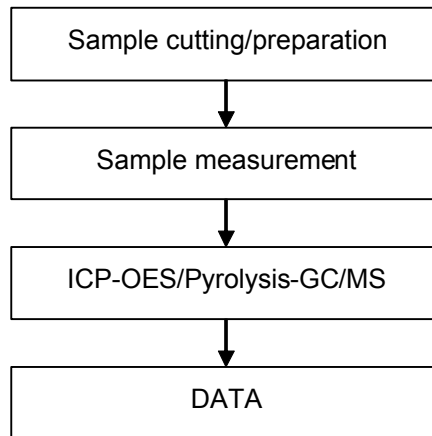 Sample cutting/preparation
Sample measurement
ICP-OES/Pyrolysis-GC/MS
DATA